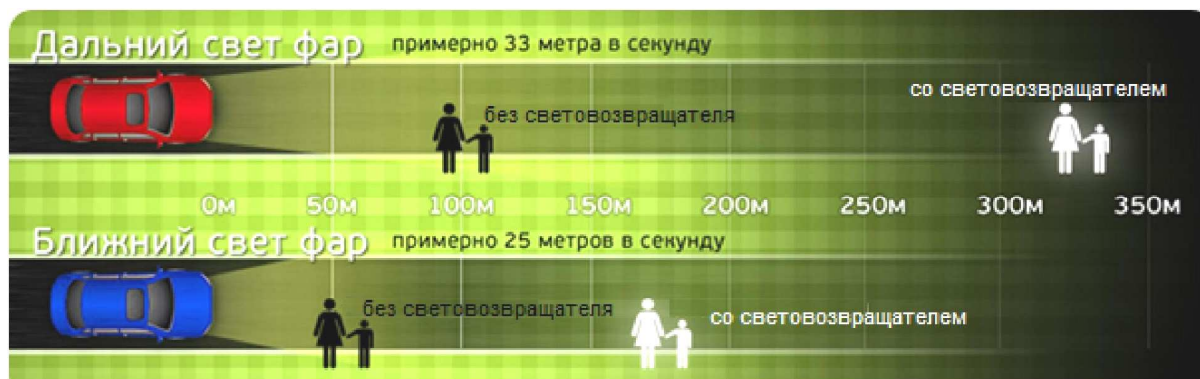 Дальний свет фар
примерно 33 метра в секунду
со световозвращателем
без световозвращателя
0м 50м 100м 150м 200м 250м 300м 350м
Ближний свет фар
примерно 25 метров в секунду
без световозвращателя
со световозвращателем